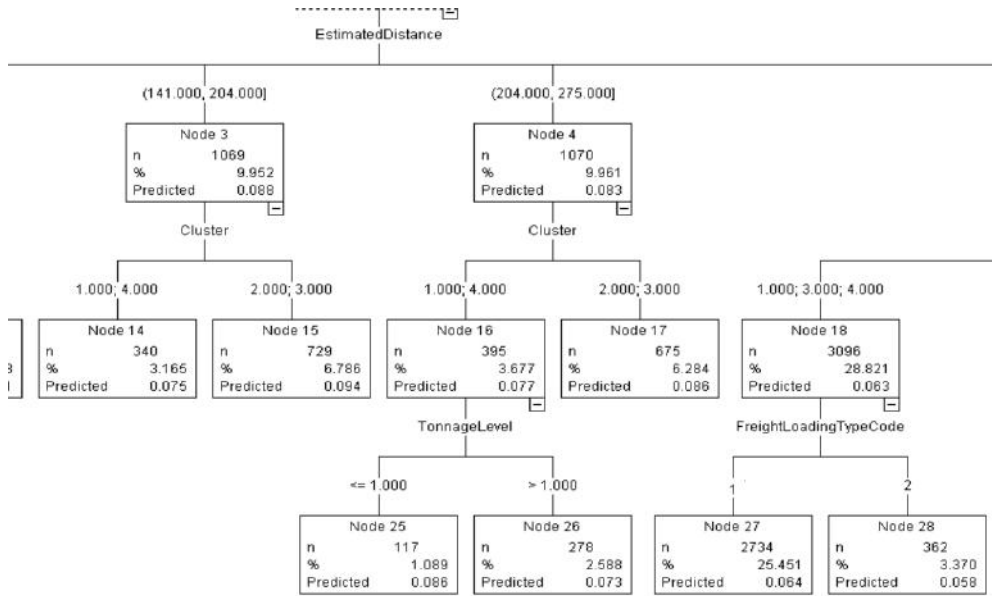 EstimatedDistance
(141.000, 204.000]
(204.000, 275.000]
Node 3
n 1069
% 9.952
Predicted 0.088
Node 4
n 1070
% 9.961
Predicted 0.083
Cluster
Cluster
1.000; 4.000
2.000; 3.000
1.000; 4.000
2.000; 3.000
1.000; 3.000; 4.000
Node 14
n 340
% 3.165
Predicted 0.075
Node 15
n 729
% 6.786
Predicted 0.094
Node 16
n 395
% 3.677
Predicted 0.077
Node 17
n 675
% 6.284
Predicted 0.086
Node 18
n 3096
% 28.821
Predicted 0.063
TonnageLevel
FreightLoadingTypeCode
<= 1.000
> 1.000
1
2
Node 25
n 117
% 1.089
Predicted 0.086
Node 26
n 278
% 2.588
Predicted 0.073
Node 27
n 2734
% 25.451
Predicted 0.064
Node 28
n 362
% 3.370
Predicted 0.058